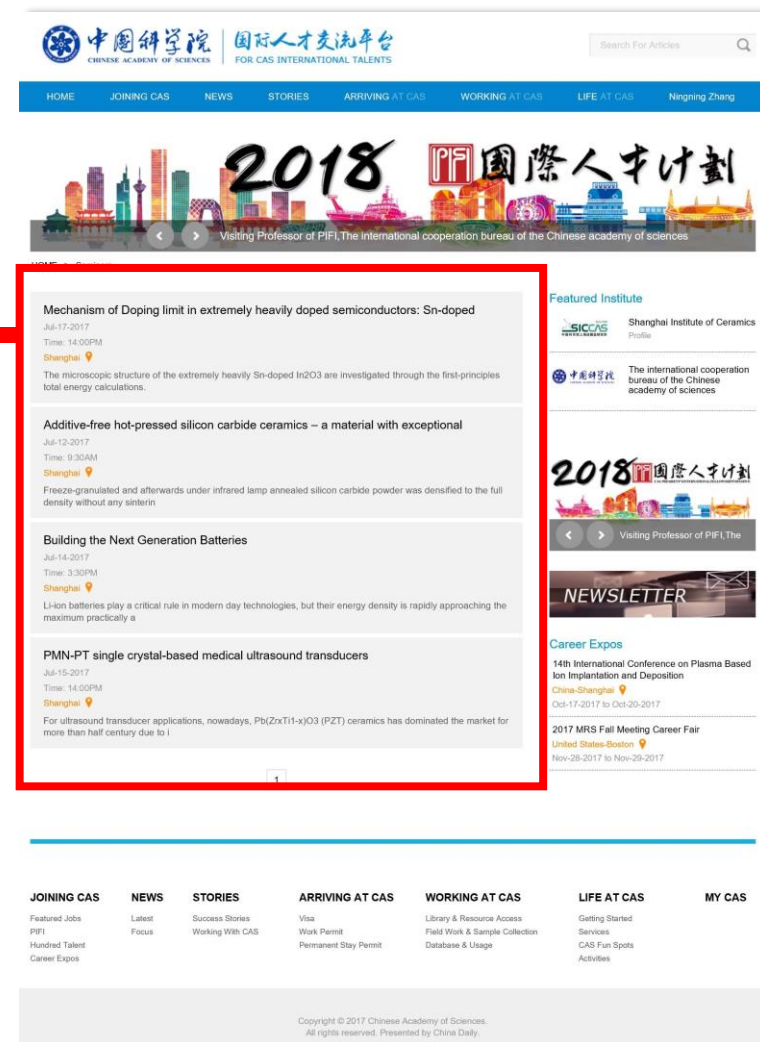 中国科学院
CHINESE ACADEMY OF SCIENCES
国际人才交流平台
FOR CAS INTERNATIONAL TALENTS
Search For Articles
HOME JOINING CAS NEWS STORIES ARRIVING AT CAS WORKING AT CAS LIFE AT CAS Ningning Zhang
2018 PIFI 國際人才计劃
Visiting Professor of PIFI,The international cooperation bureau of the Chinese academy of sciences
Mechanism of Doping limit in extremely heavily doped semiconductors: Sn-doped
Jul-17-2017
Time: 14:00PM
Shanghai
The microscopic structure of the extremely heavily Sn-doped In2O3 are investigated through the first-principles
total energy calculations.
Additive-free hot-pressed silicon carbide ceramics – a material with exceptional
Jul-12-2017
Time: 9:30AM
Shanghai
Freeze-granulated and afterwards under infrared lamp annealed silicon carbide powder was densified to the full
density without any sinterin
Building the Next Generation Batteries
Jul-14-2017
Time: 3:30PM
Shanghai
Li-ion batteries play a critical rule in modern day technologies, but their energy density is rapidly approaching the
maximum practically a
PMN-PT single crystal-based medical ultrasound transducers
Jul-15-2017
Time: 14:00PM
Shanghai
For ultrasound transducer applications, nowadays, Pb(ZrxTi1-x)O3 (PZT) ceramics has dominated the market for
more than half century due to i
1
Featured Institute
SICCAS
Shanghai Institute of Ceramics
Profile
中国科学院
The international cooperation
bureau of the Chinese
academy of sciences
2018 PIFI 國際人才计劃
Visiting Professor of PIFI,The
NEWSLETTER
Career Expos
14th International Conference on Plasma Based
Ion Implantation and Deposition
China-Shanghai
Oct-17-2017 to Oct-20-2017
2017 MRS Fall Meeting Career Fair
United States-Boston
Nov-28-2017 to Nov-29-2017
JOINING CAS NEWS STORIES ARRIVING AT CAS WORKING AT CAS LIFE AT CAS MY CAS
Featured Jobs Latest Success Stories Visa Library & Resource Access Getting Started
PIFI Focus Working With CAS Work Permit Field Work & Sample Collection Services
Hundred Talent Permanent Stay Permit Database & Usage CAS Fun Spots
Career Expos Activities
Copyright © 2017 Chinese Academy of Sciences.
All rights reserved. Presented by China Daily.